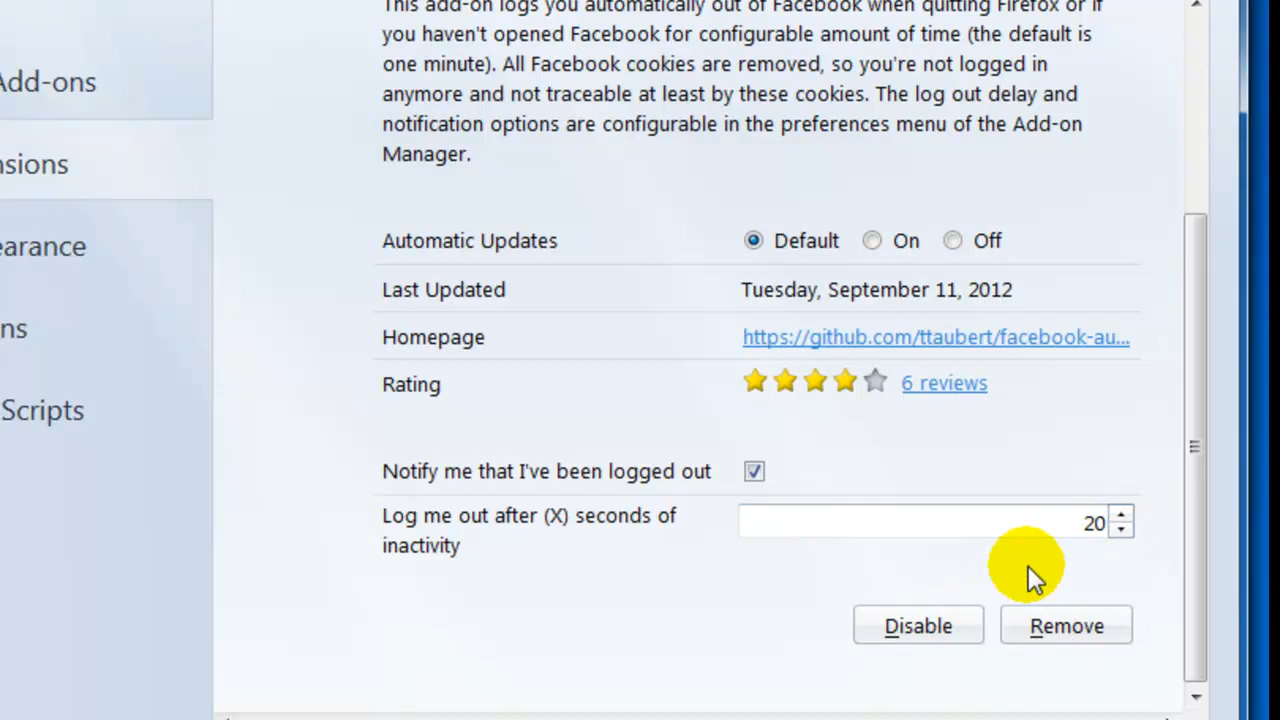 This add-on logs you automatically out of Facebook when quitting Firefox or if
you haven't opened Facebook for configurable amount of time (the default is
one minute). All Facebook cookies are removed, so you're not logged in
anymore and not traceable at least by these cookies. The log out delay and
notification options are configurable in the preferences menu of the Add-on
Manager.
Add-ons
nsions
earance
ns
Scripts
Automatic Updates Default On Off
Last Updated Tuesday, September 11, 2012
Homepage https://github.com/ttaubert/facebook-au...
Rating 6 reviews
Notify me that I've been logged out
Log me out after (X) seconds of
inactivity
20
Disable Remove